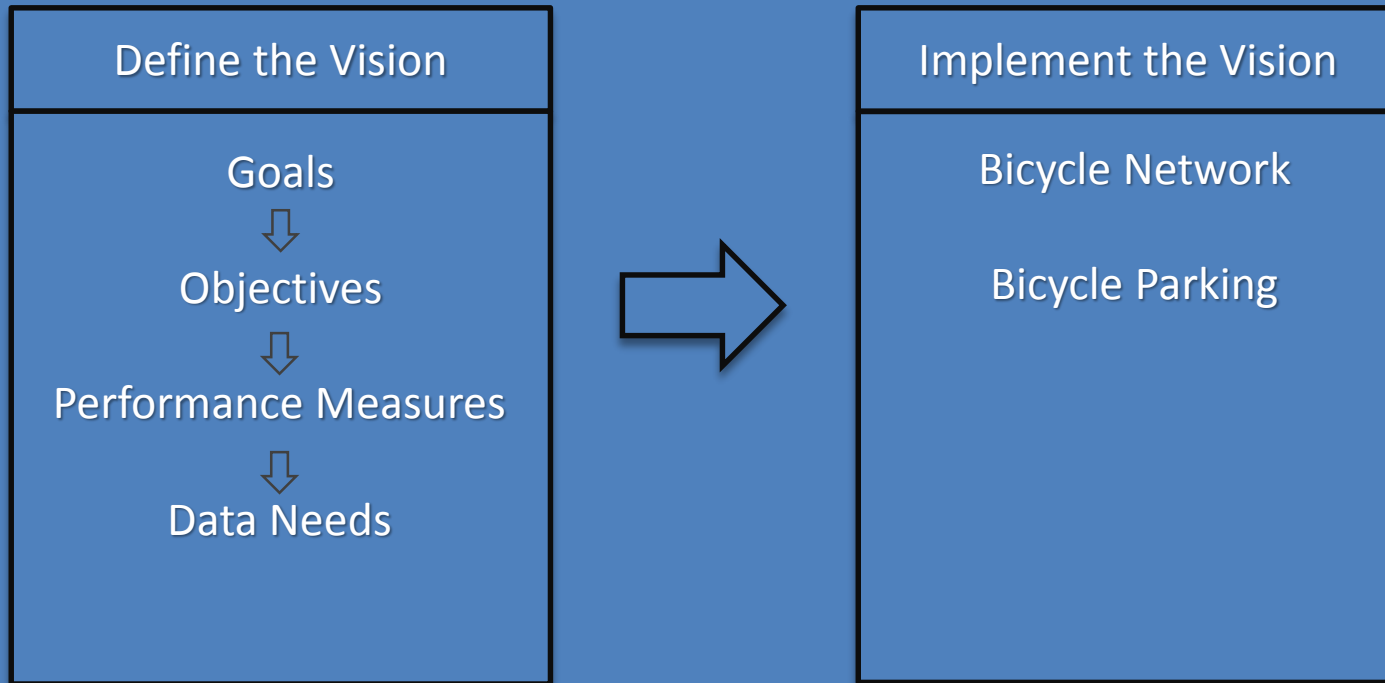 Define the Vision
Goals
Objectives
Performance Measures
Data Needs
Implement the Vision
Bicycle Network
Bicycle Parking